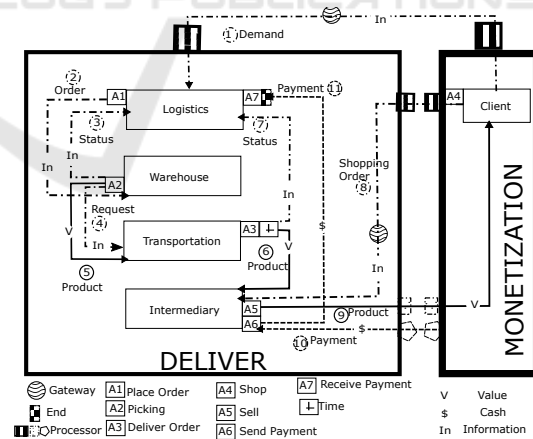 In
① Demand
②
Order
A1
Logistics
A7
Payment ⑪
③
Status
⑦
Status
A4
Client
In
In
Warehouse
A2
Shopping
Order
⑧
Request
④
In
V
In
Transportation
A3
V
⑤
Product
⑥
Product
$
In
Intermediary
A5
A6
⑨ Product
V
$
⑩ Payment
DELIVER
MONETIZATION
Gateway
End
Processor
A1 Place Order
A2 Picking
A3 Deliver Order
A4 Shop
A5 Sell
A6 Send Payment
A7 Receive Payment
Time
V Value
$ Cash
In Information